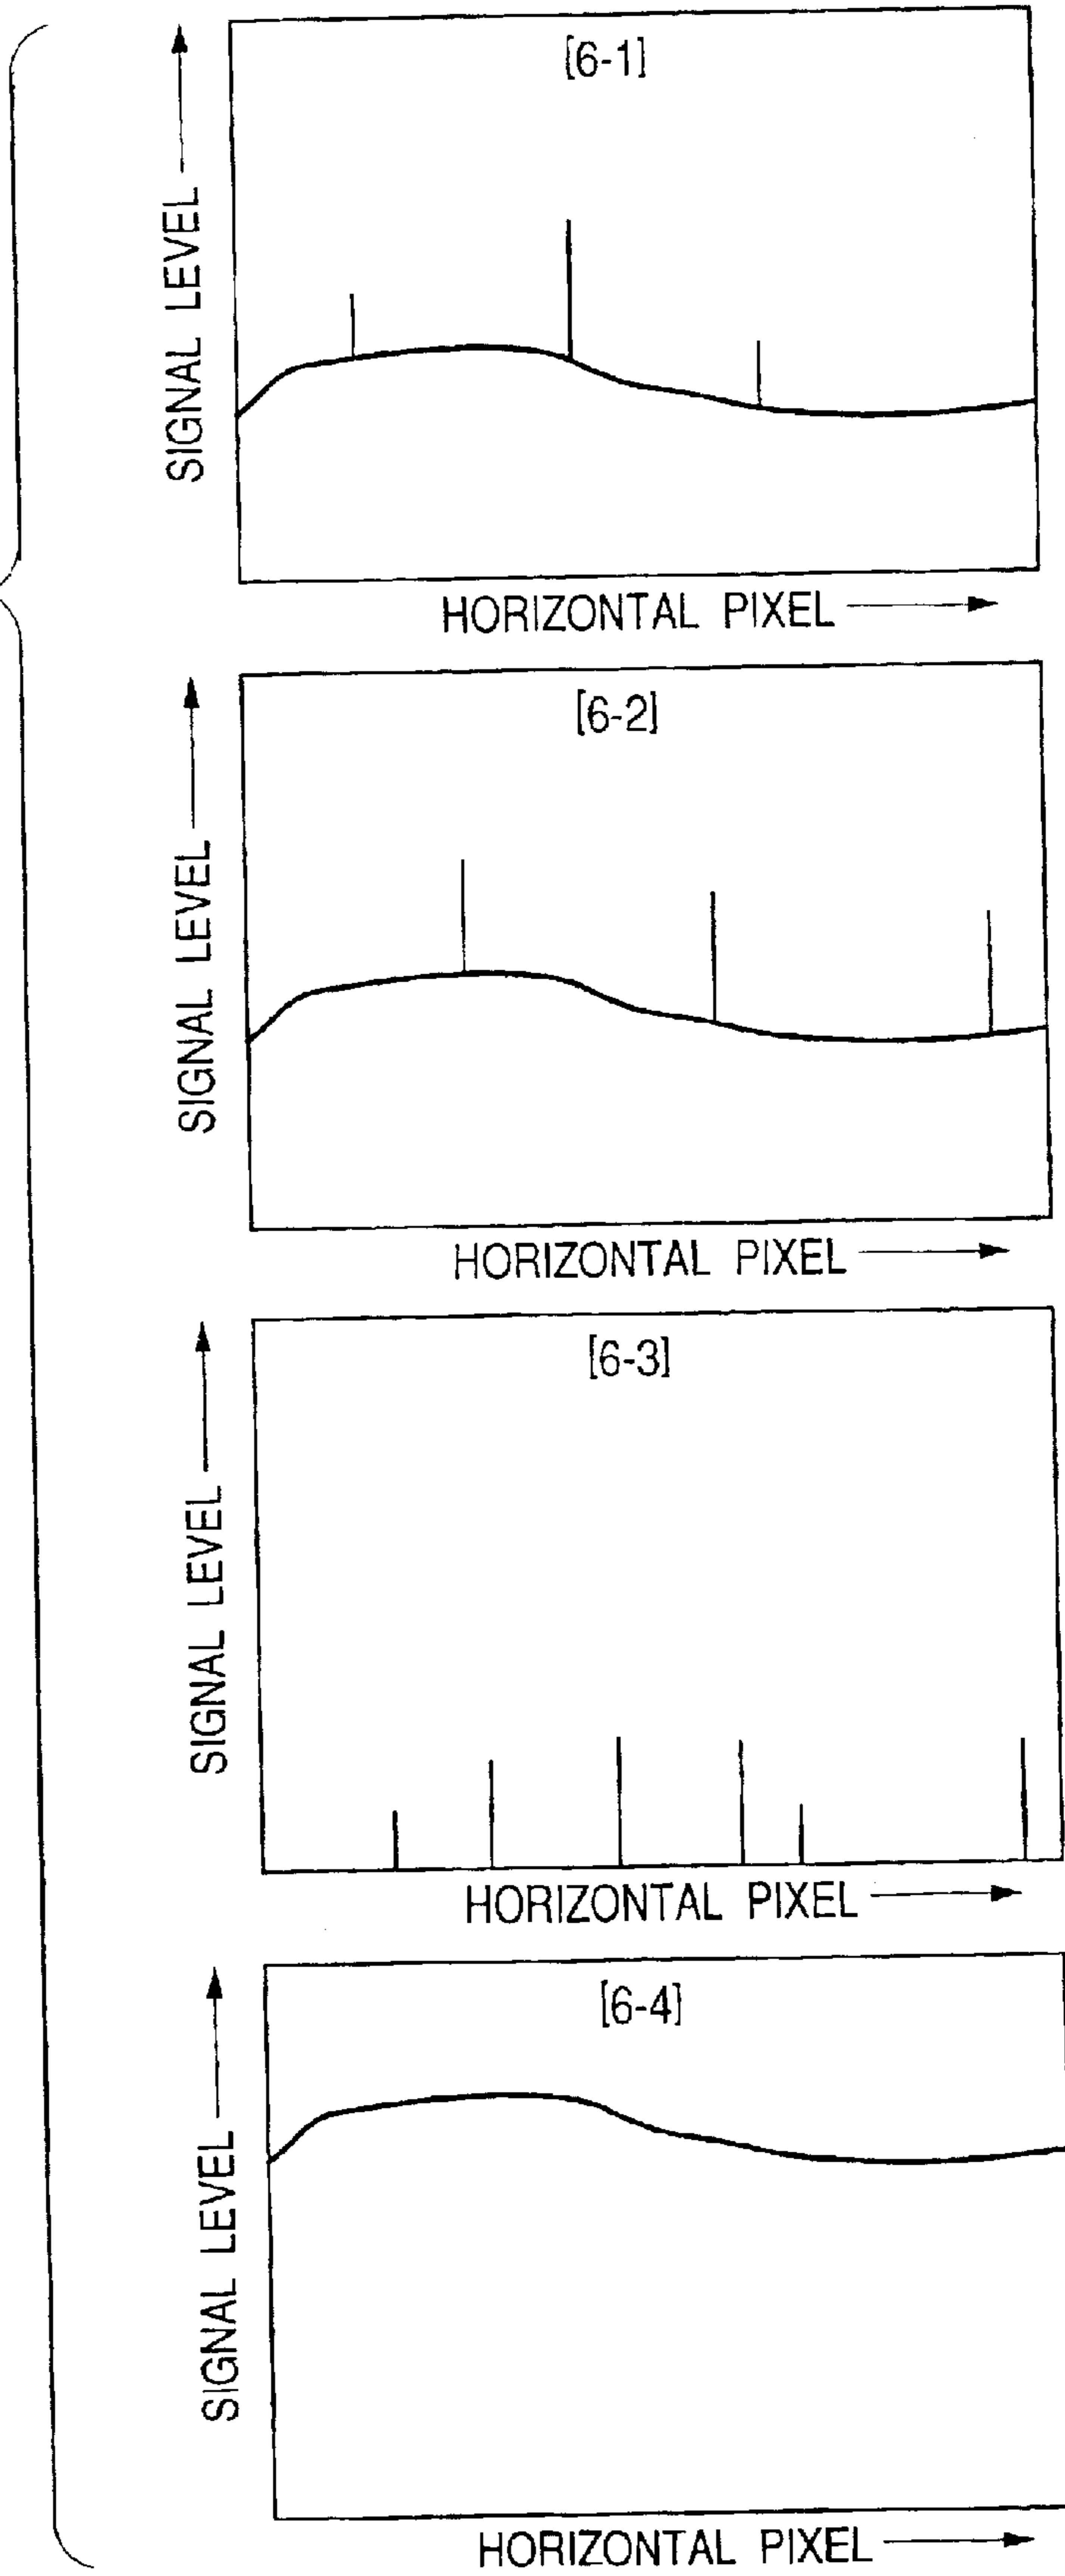 [6-1]
SIGNAL LEVEL
HORIZONTAL PIXEL
[6-2]
SIGNAL LEVEL
HORIZONTAL PIXEL
[6-3]
SIGNAL LEVEL
HORIZONTAL PIXEL
[6-4]
SIGNAL LEVEL
HORIZONTAL PIXEL